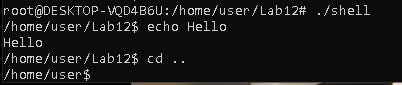 root@DESKTOP-VQD4B6U:/home/user/Lab12# ./shell
/home/user/Lab12$ echo Hello
Hello
/home/user/Lab12$ cd ..
/home/user$